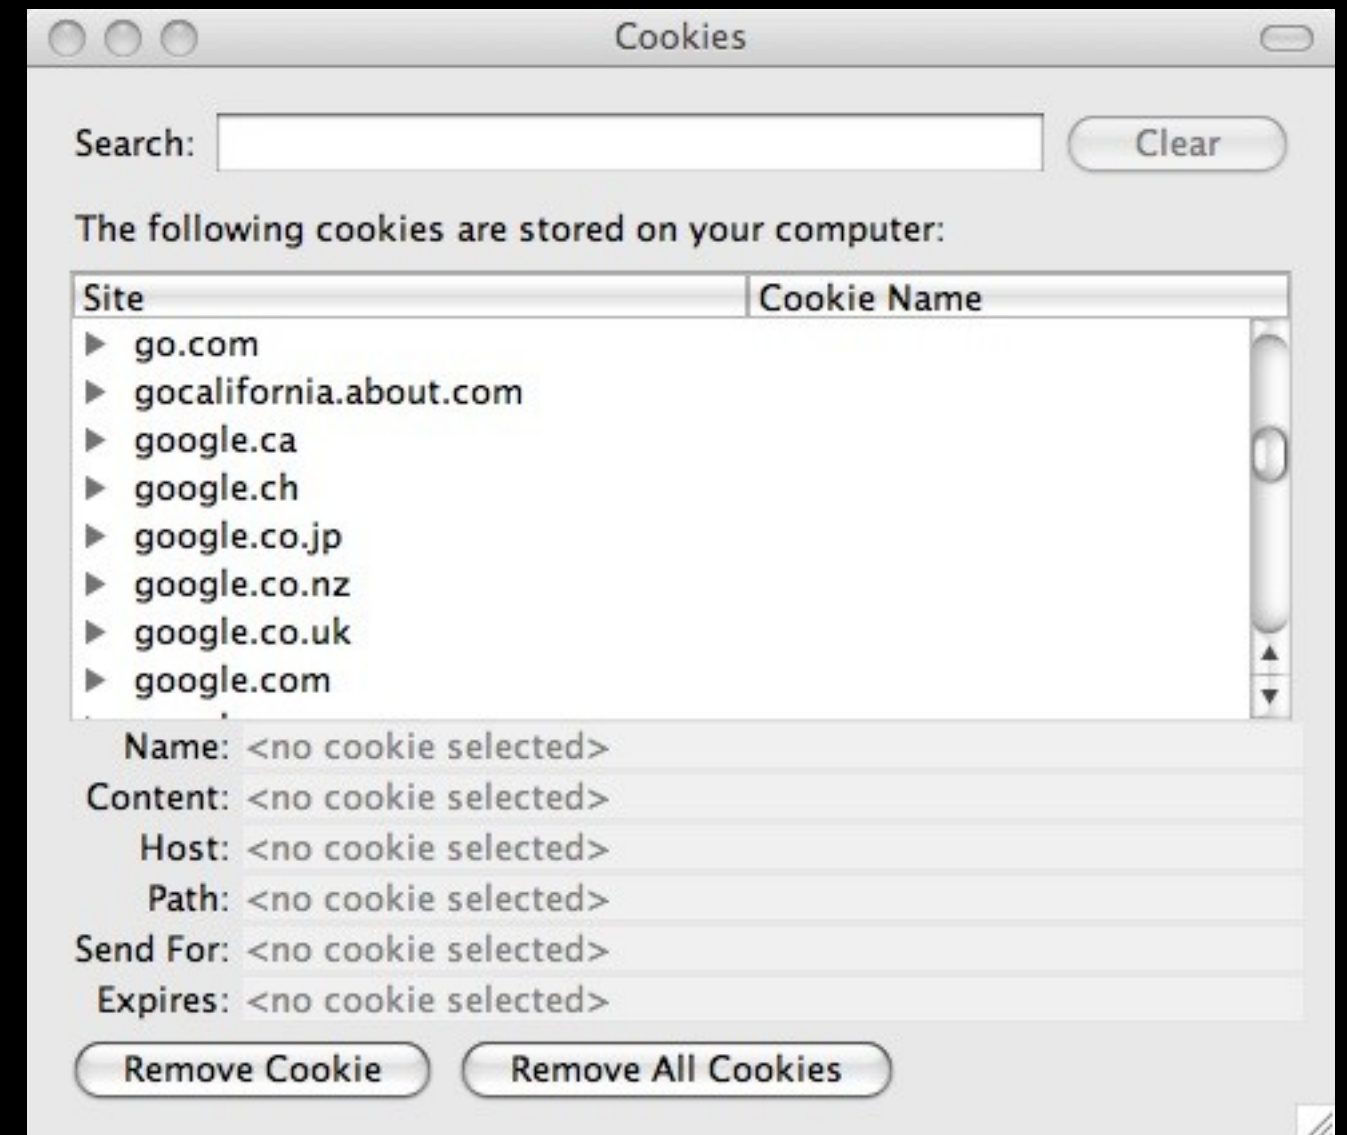 Cookies
Search:
Clear
The following cookies are stored on your computer:
Site Cookie Name
go.com
gocalifornia.about.com
google.ca
google.ch
google.co.jp
google.co.nz
google.co.uk
google.com
Name: <no cookie selected>
Content: <no cookie selected>
Host: <no cookie selected>
Path: <no cookie selected>
Send For: <no cookie selected>
Expires: <no cookie selected>
Remove Cookie Remove All Cookies